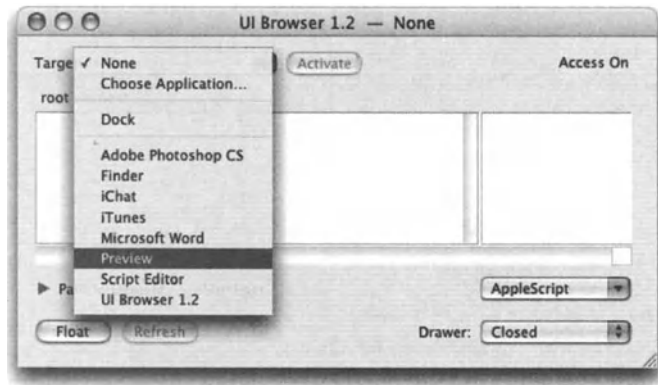 UI Browser 1.2 — None
Targe ✓ None Activate Access On
Choose Application...
root
Dock
Adobe Photoshop CS
Finder
iChat
iTunes
Microsoft Word
Preview
Script Editor
Pa AppleScript
UI Browser 1.2
Float Refresh Drawer: Closed